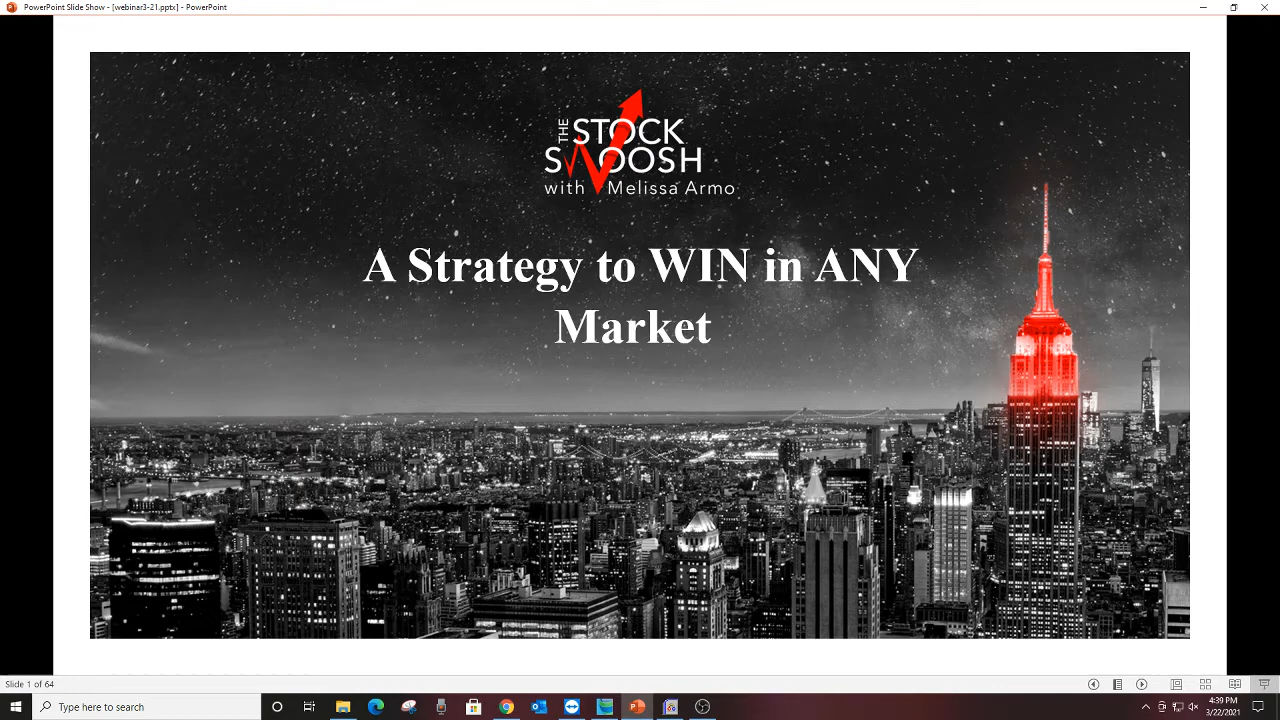 PowerPoint Slide Show - [webinar3-21.pptx] - PowerPoint
THE STOCK
SWOOSH
with Melissa Armo
A Strategy to WIN in ANY
Market
Slide 1 of 64
Type here to search
4:39 PM
3/22/2021